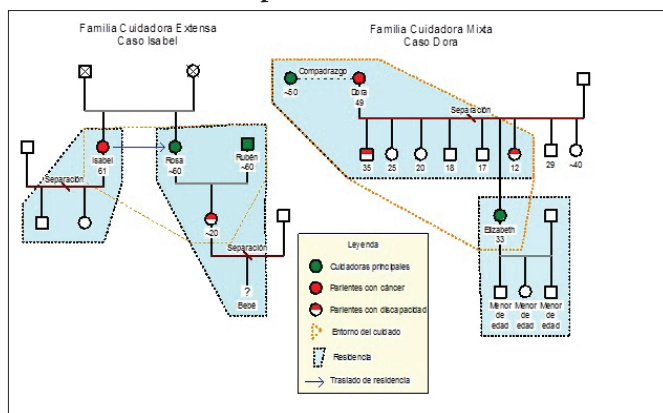 Familia Cuidadora Extensa
Caso Isabel
Familia Cuidadora Mixta
Caso Dora
Compadrazgo
~50
Dora
49
Separación
35
25
20
18
17
12
29
~40
Isabel
61
Rosa
~60
Rubén
~60
Separación
~20
Separación
?
Bebé
Elizabeth
33
Menor de edad
Menor de edad
Menor de edad
Leyenda
Cuidadoras principales
Parientes con cáncer
Parientes con discapacidad
Entorno del cuidado
Residencia
Traslado de residencia